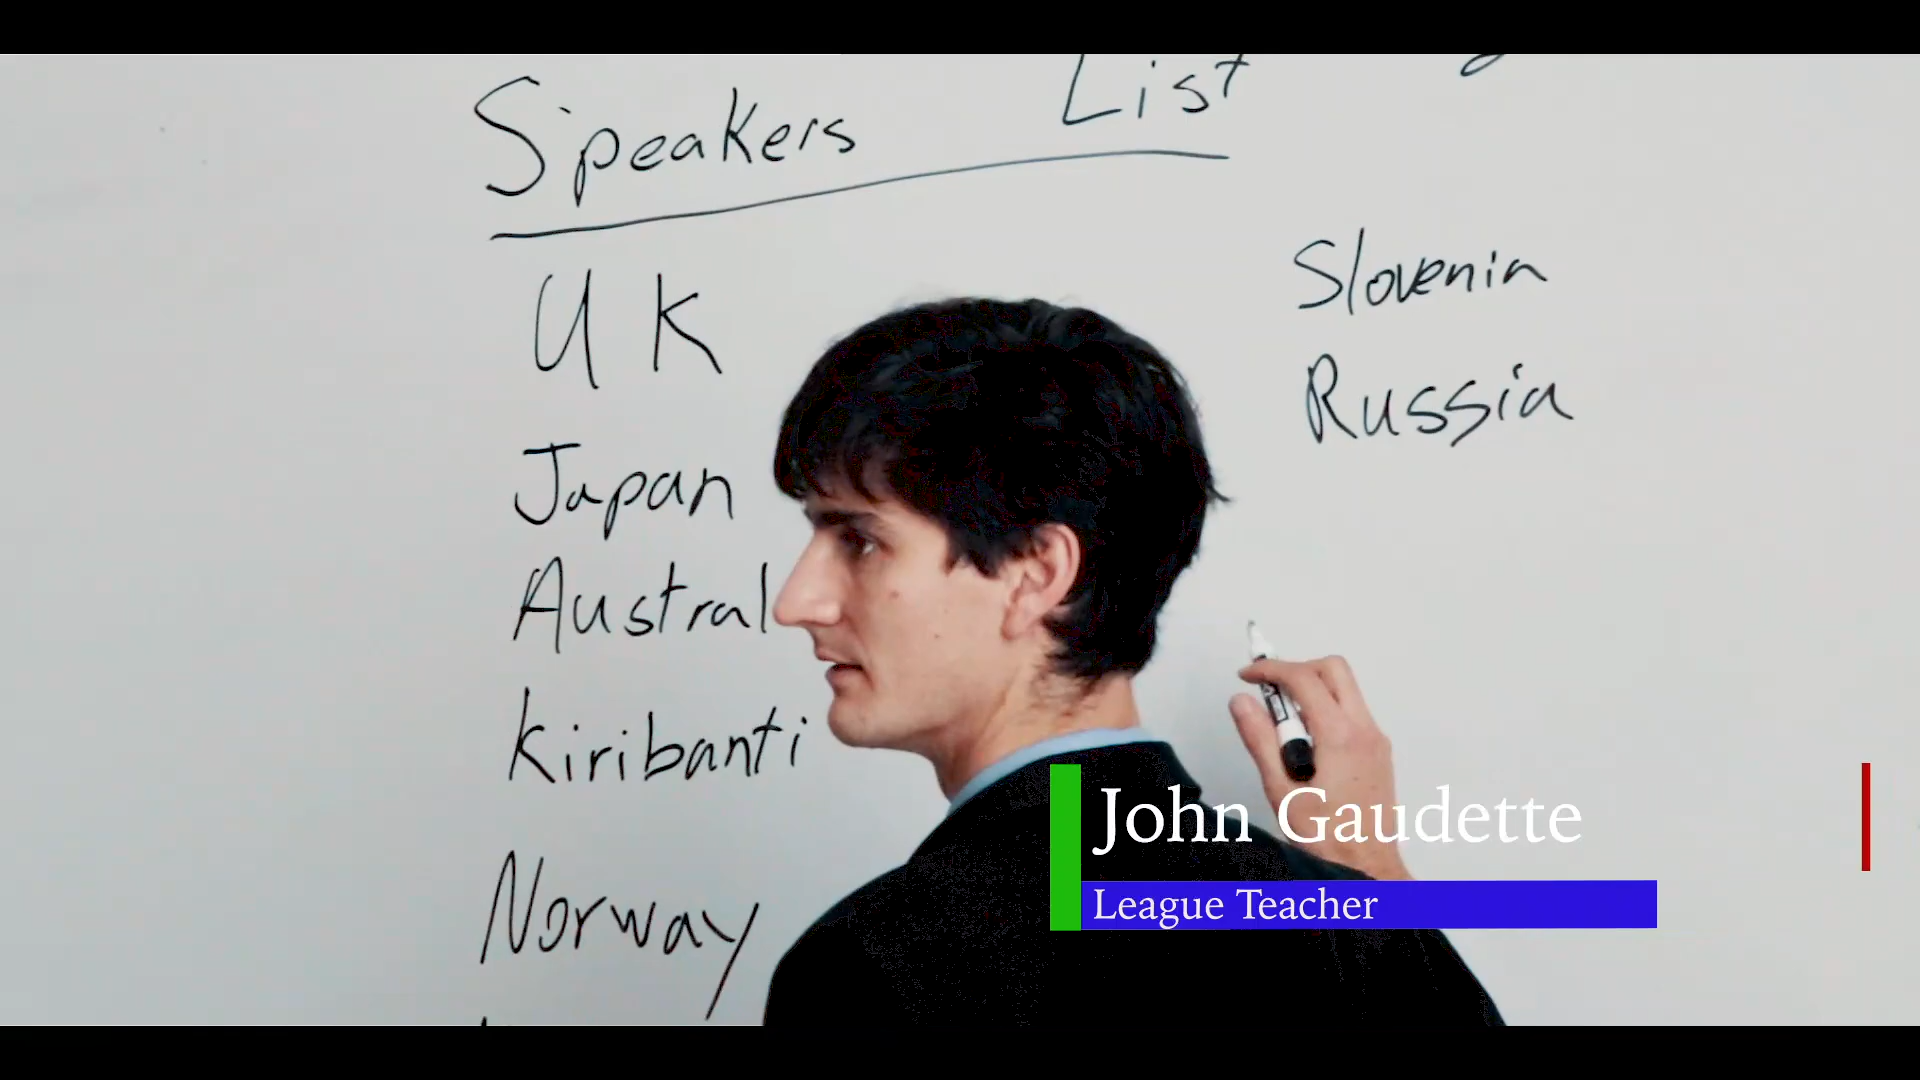 Speakers List
UK
Japan
Austral
Kiribanti
Norway
Slovenia
Russia
John Gaudette
League Teacher